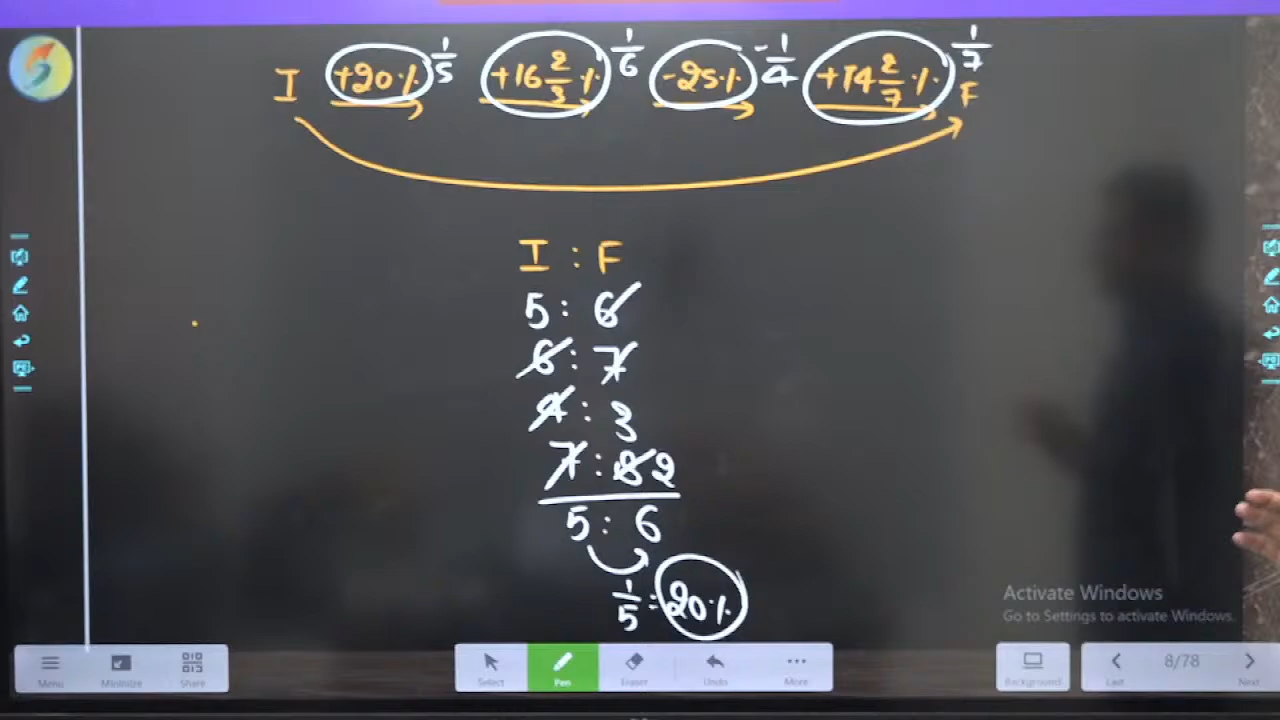 I +20% 1/5 +16 2/3 % 1/6 -25% -1/4 +14 2/7 % 1/7 F
I : F
5 : 6
6 : 7
4 : 3
7 : 8 2
5 : 6
1/5 = 20%
Activate Windows
Go to Settings to activate Windows.
Menu Minimize Share Select Pen Eraser Undo More Background Last 8/78 Next